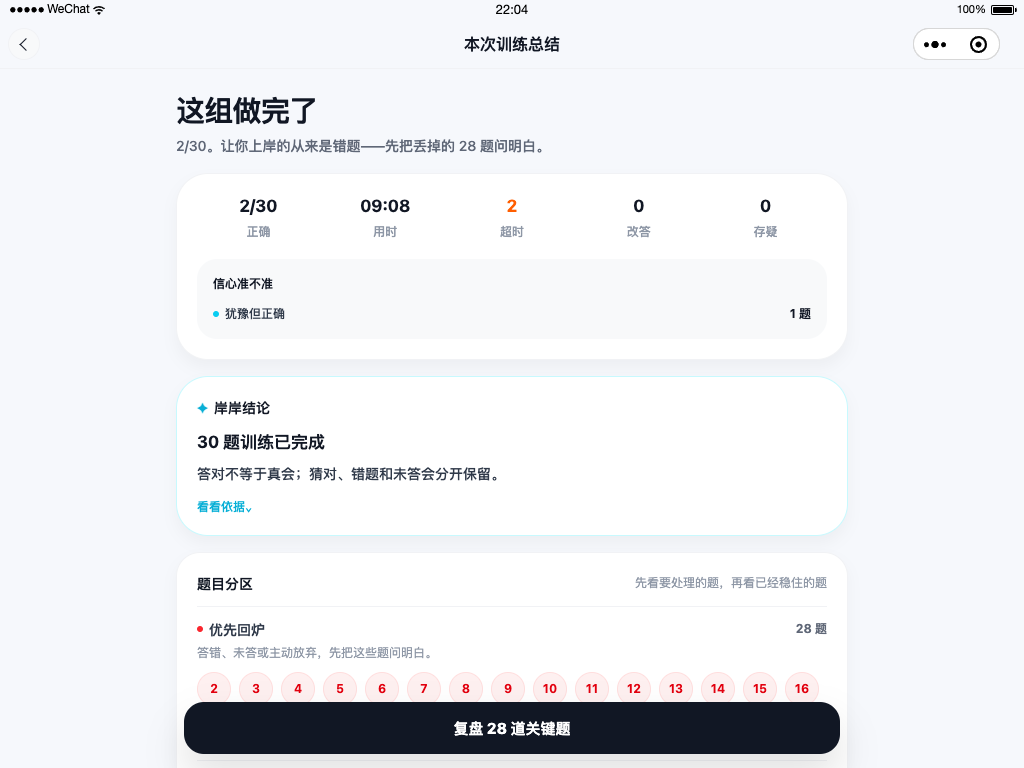 WeChat
22:04
100%
本次训练总结
这组做完了
2/30。让你上岸的从来是错题——先把丢掉的 28 题问明白。
2/30 09:08 2 0 0
正确 用时 超时 改答 存疑
信心准不准
犹豫但正确 1 题
岸岸结论
30 题训练已完成
答对不等于真会；猜对、错题和未答会分开保留。
看看依据
题目分区 先看要处理的题，再看已经稳住的题
优先回炉 28 题
答错、未答或主动放弃，先把这些题问明白。
2 3 4 5 6 7 8 9 10 11 12 13 14 15 16
复盘 28 道关键题